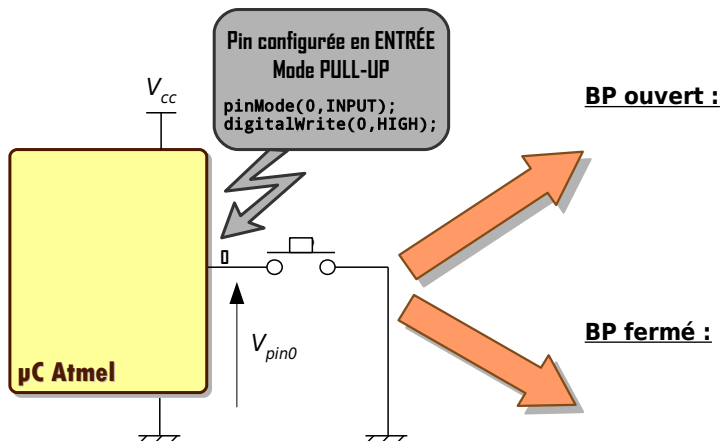 Pin configurée en ENTRÉE
Mode PULL-UP
pinMode(0,INPUT);
digitalWrite(0,HIGH);
Vcc
BP ouvert :
0
Vpin0
BP fermé :
µC Atmel